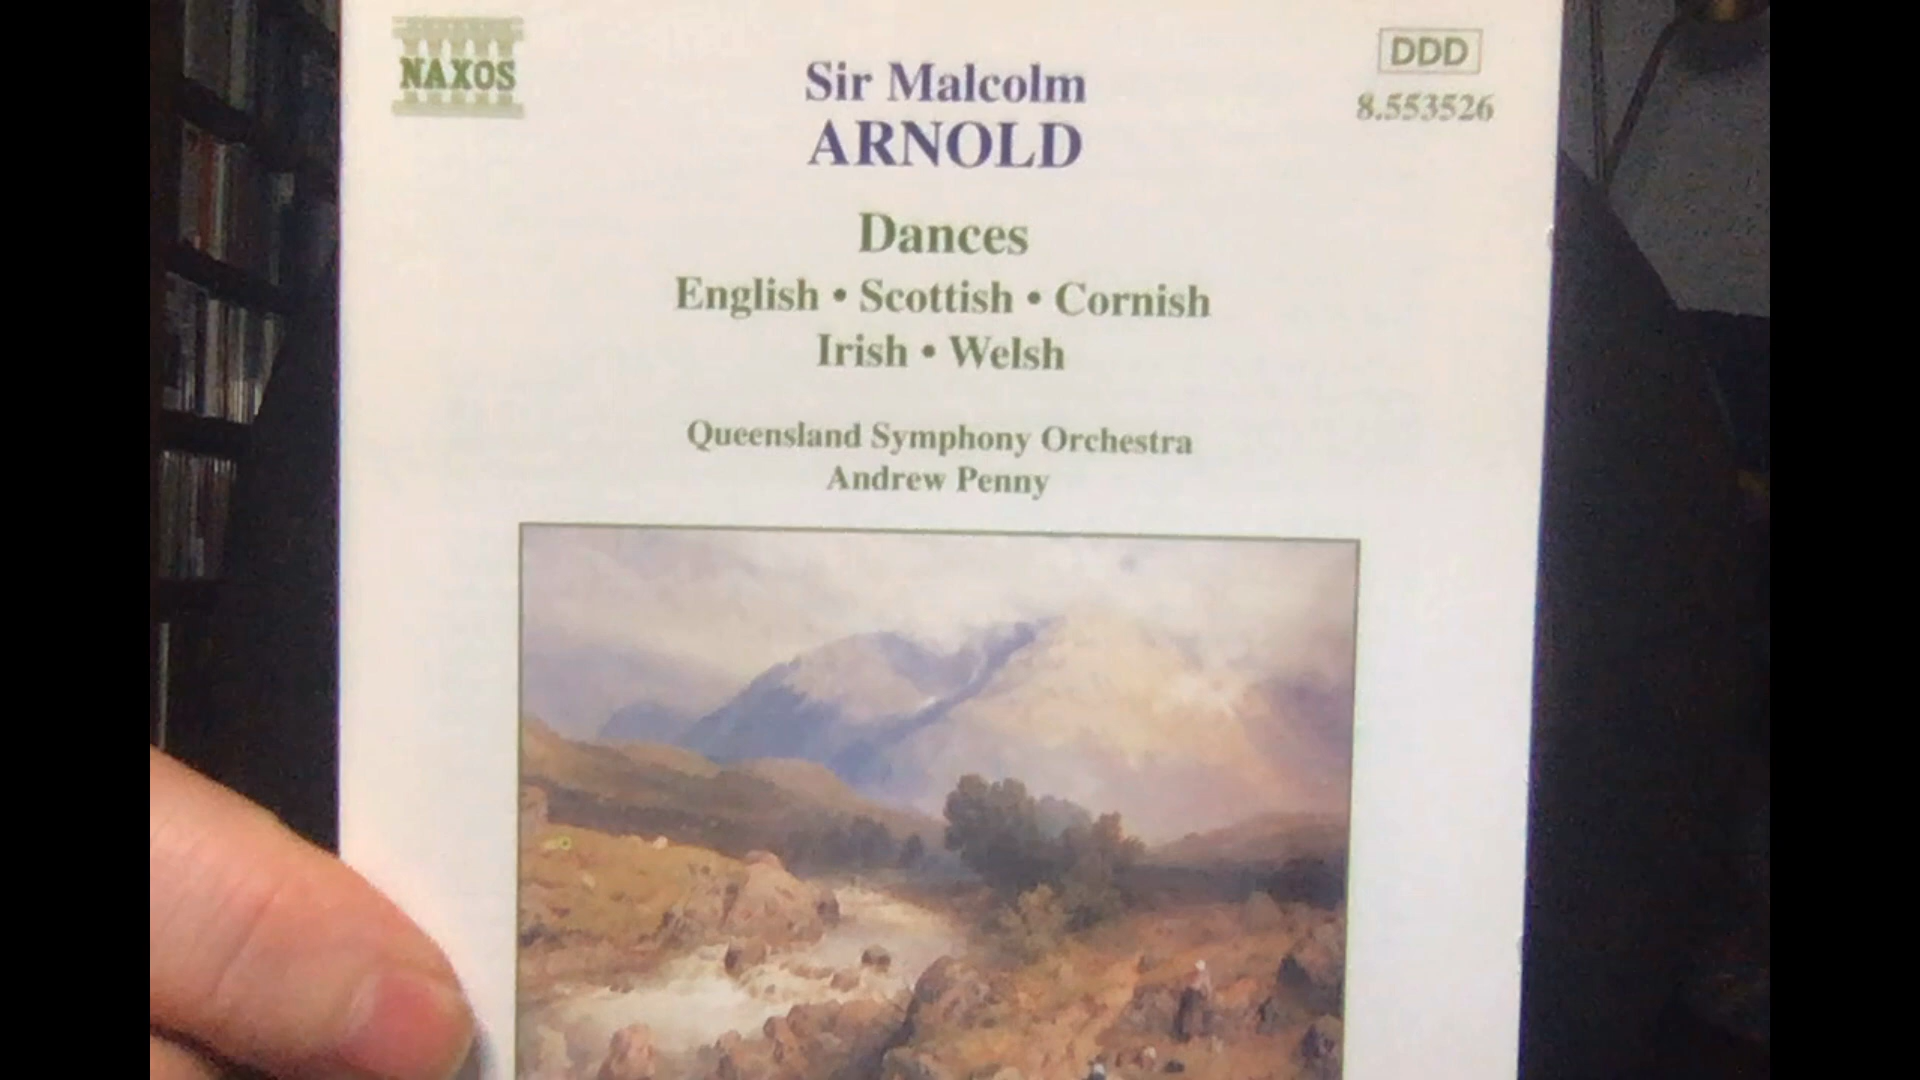 NAXOS
DDD
8.553526
Sir Malcolm
ARNOLD
Dances
English • Scottish • Cornish
Irish • Welsh
Queensland Symphony Orchestra
Andrew Penny